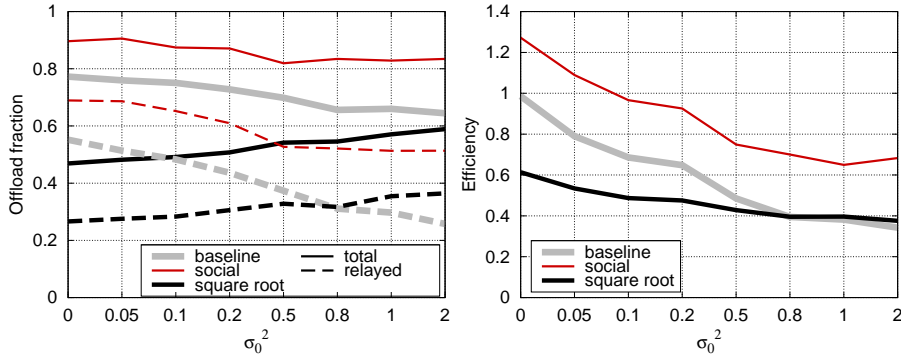 1
0.8
0.6
0.4
0.2
0
Offload fraction
baseline
social
square root
total
relayed
0 0.05 0.1 0.2 0.5 0.8 1 2
σ₀²
1.4
1.2
1
0.8
0.6
0.4
0.2
0
Efficiency
baseline
social
square root
0 0.05 0.1 0.2 0.5 0.8 1 2
σ₀²